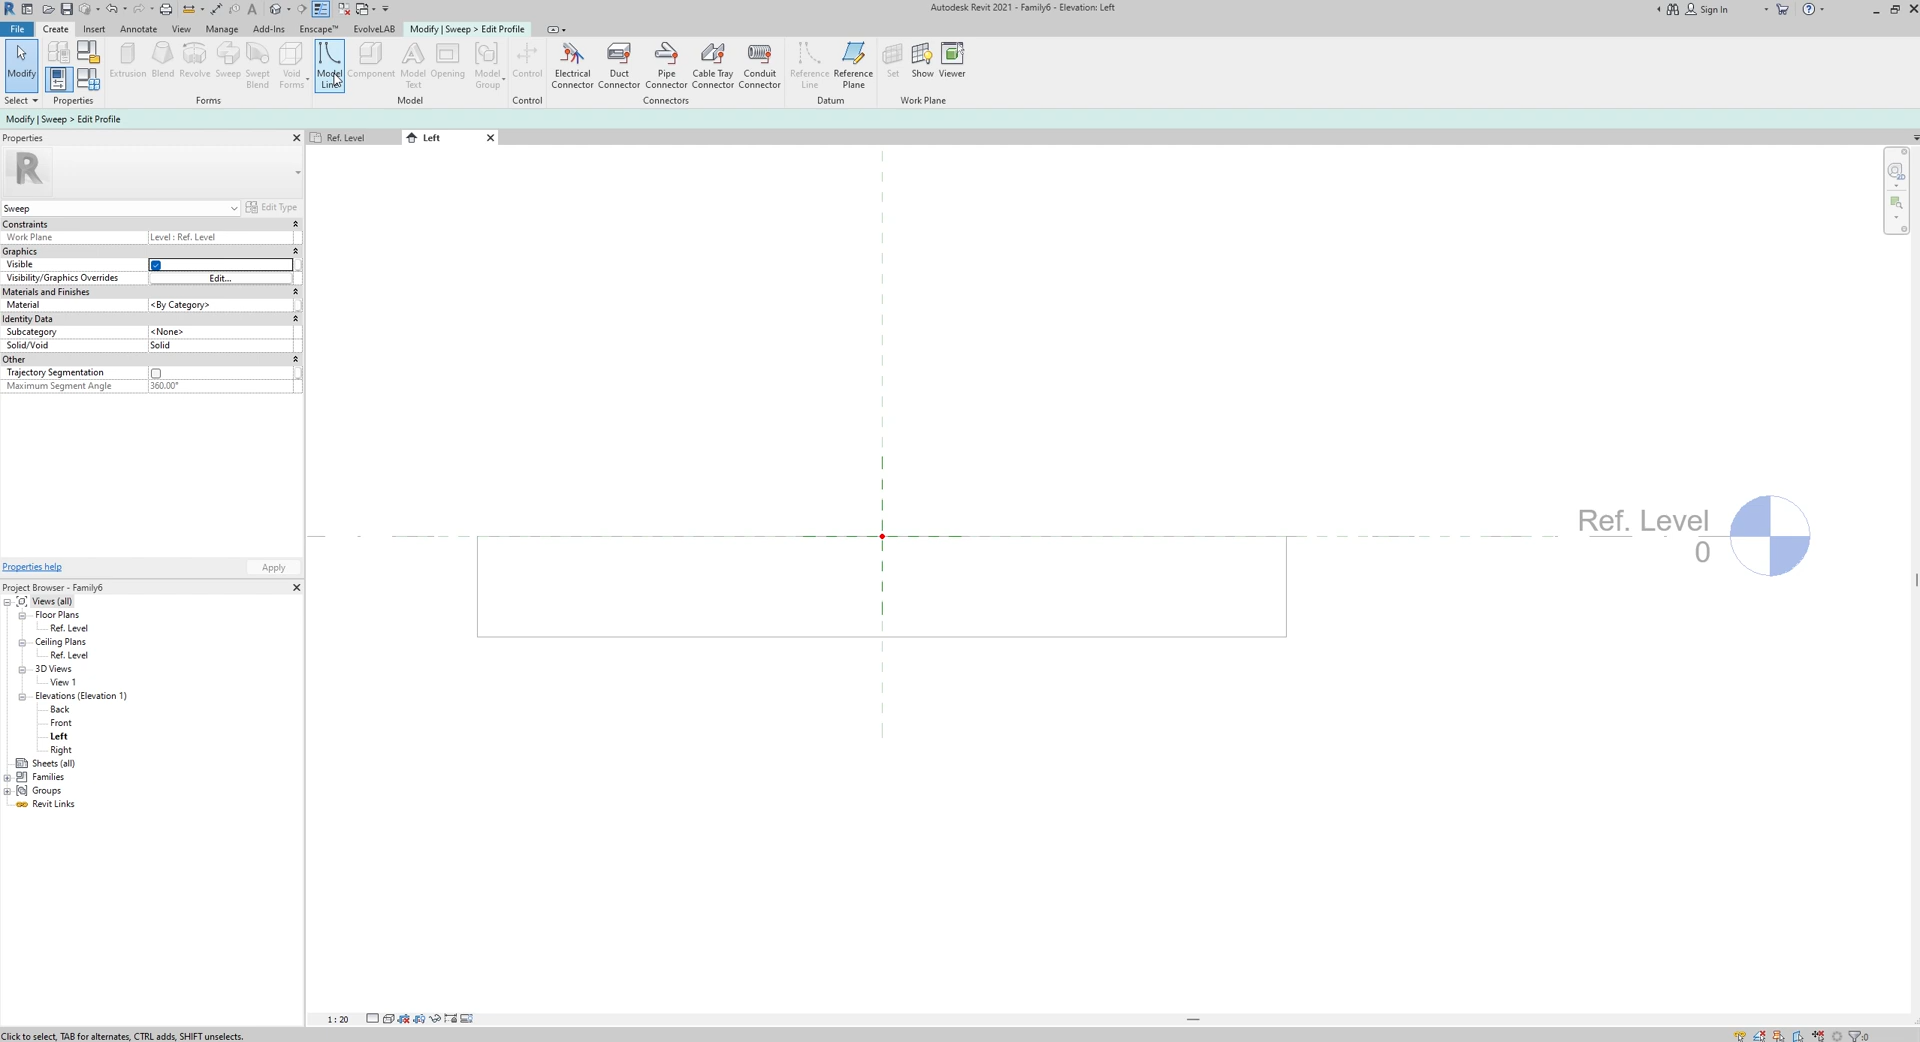 Autodesk Revit 2021 - Family6 - Elevation: Left
Sign In
File Create Insert Annotate View Manage Add-Ins Enscape™ EvolveLAB Modify | Sweep > Edit Profile
Modify
Extrusion Blend Revolve Sweep Swept Blend Void Forms
Model Line Component Model Text Opening Model Group
Control
Electrical Connector Duct Connector Pipe Connector Cable Tray Connector Conduit Connector
Reference Line Reference Plane
Set Show Viewer
Select Properties Forms Model Control Connectors Datum Work Plane
Modify | Sweep > Edit Profile
Properties
Ref. Level
Left
Sweep
Edit Type
Constraints
Work Plane Level : Ref. Level
Graphics
Visible
Visibility/Graphics Overrides Edit...
Materials and Finishes
Material <By Category>
Identity Data
Subcategory <None>
Solid/Void Solid
Other
Trajectory Segmentation
Maximum Segment Angle 360.00°
Ref. Level
0
Properties help
Apply
Project Browser - Family6
Views (all)
Floor Plans
Ref. Level
Ceiling Plans
Ref. Level
3D Views
View 1
Elevations (Elevation 1)
Back
Front
Left
Right
Sheets (all)
Families
Groups
Revit Links
1 : 20
Click to select, TAB for alternates, CTRL adds, SHIFT unselects.
:0